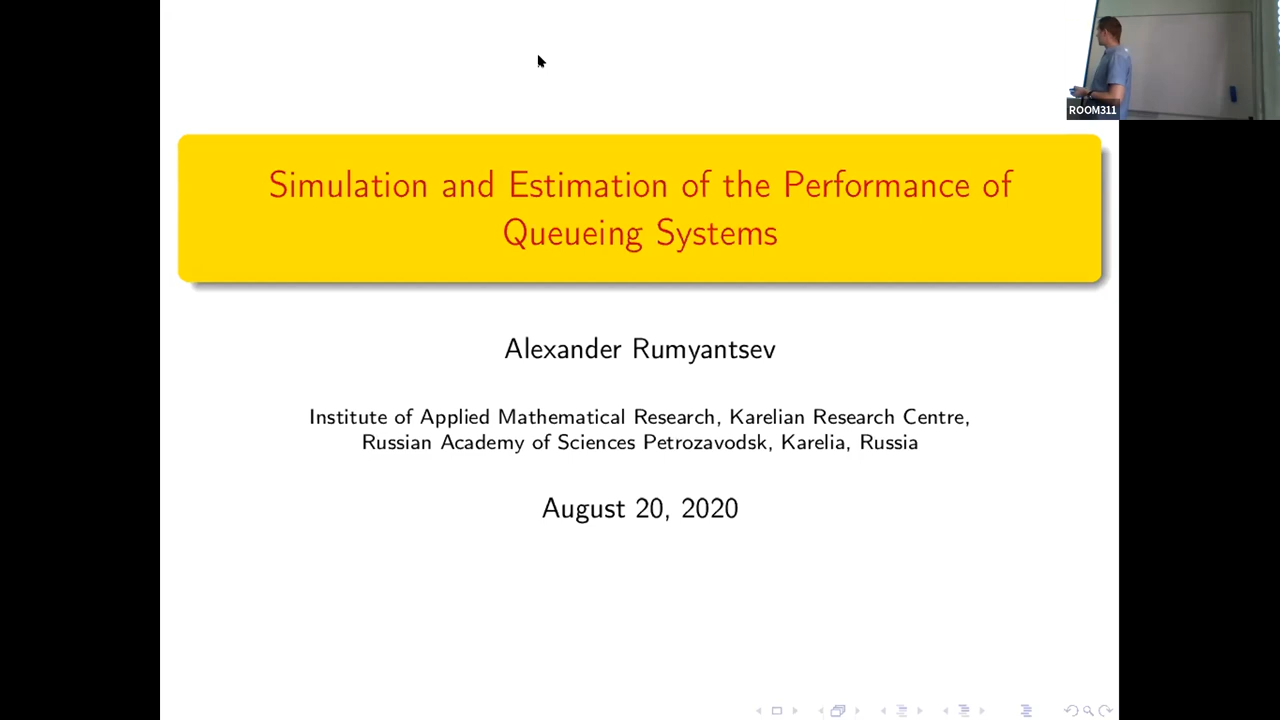 ROOM311
Simulation and Estimation of the Performance of
Queueing Systems
Alexander Rumyantsev
Institute of Applied Mathematical Research, Karelian Research Centre,
Russian Academy of Sciences Petrozavodsk, Karelia, Russia
August 20, 2020